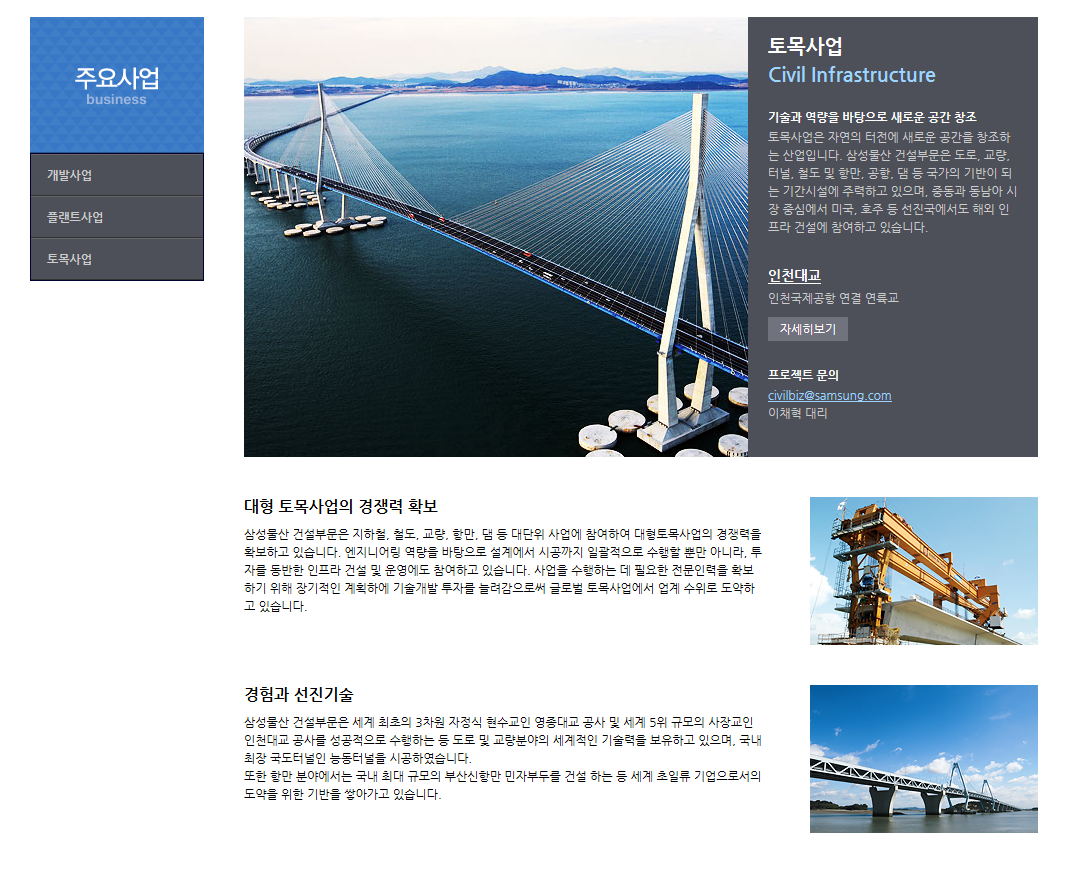 주요사업
business
개발사업
플랜트사업
토목사업
토목사업
Civil Infrastructure
기술과 역량을 바탕으로 새로운 공간 창조
토목사업은 자연의 터전에 새로운 공간을 창조하
는 산업입니다. 삼성물산 건설부문은 도로, 교량,
터널, 철도 및 항만, 공항, 댐 등 국가의 기반이 되
는 기간시설에 주력하고 있으며, 중동과 동남아 시
장 중심에서 미국, 호주 등 선진국에서도 해외 인
프라 건설에 참여하고 있습니다.
인천대교
인천국제공항 연결 연륙교
자세히보기
프로젝트 문의
civilbiz@samsung.com
이채혁 대리
대형 토목사업의 경쟁력 확보
삼성물산 건설부문은 지하철, 철도, 교량, 항만, 댐 등 대단위 사업에 참여하여 대형토목사업의 경쟁력을
확보하고 있습니다. 엔지니어링 역량을 바탕으로 설계에서 시공까지 일괄적으로 수행할 뿐만 아니라, 투
자를 동반한 인프라 건설 및 운영에도 참여하고 있습니다. 사업을 수행하는 데 필요한 전문인력을 확보
하기 위해 장기적인 계획하에 기술개발 투자를 늘려감으로써 글로벌 토목사업에서 업계 수위로 도약하
고 있습니다.
경험과 선진기술
삼성물산 건설부문은 세계 최초의 3차원 자정식 현수교인 영종대교 공사 및 세계 5위 규모의 사장교인
인천대교 공사를 성공적으로 수행하는 등 도로 및 교량분야의 세계적인 기술력을 보유하고 있으며, 국내
최장 국도터널인 능동터널을 시공하였습니다.
또한 항만 분야에서는 국내 최대 규모의 부산신항만 민자부두를 건설 하는 등 세계 초일류 기업으로서의
도약을 위한 기반을 쌓아가고 있습니다.